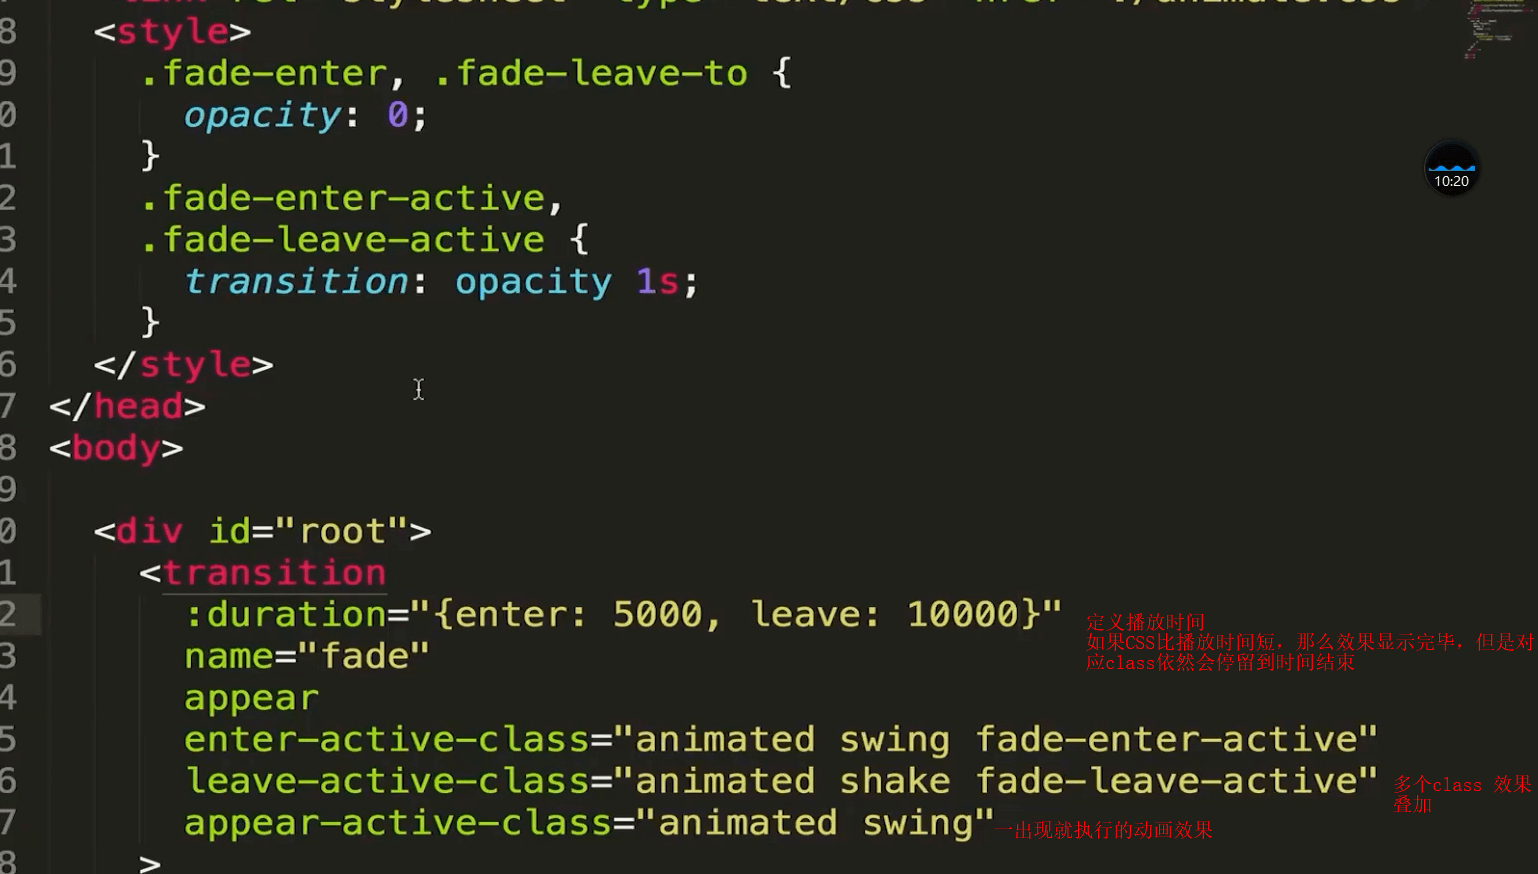 8 <style>
9 .fade-enter, .fade-leave-to {
0 opacity: 0;
1 }
2 .fade-enter-active,
3 .fade-leave-active {
4 transition: opacity 1s;
5 }
6 </style>
7 </head>
8 <body>
9
0 <div id="root">
1 <transition
2 :duration="{enter: 5000, leave: 10000}"
定义播放时间
如果CSS比播放时间短，那么效果显示完毕，但是对
应class依然会停留到时间结束
3 name="fade"
4 appear
5 enter-active-class="animated swing fade-enter-active"
6 leave-active-class="animated shake fade-leave-active"
多个class 效果
叠加
7 appear-active-class="animated swing"
一出现就执行的动画效果
8 >
10:20